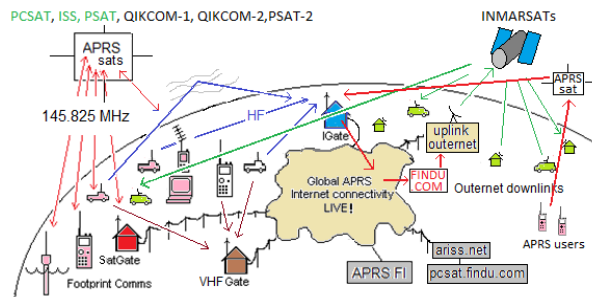 PCSAT, ISS, PSAT, QIKCOM-1, QIKCOM-2,PSAT-2
INMARSATs
APRS
sats
APRS
sat
145.825 MHz
HF
IGate
uplink
outernet
Global APRS
Internet connectivity
LIVE!
FINDU
COM
Outernet downlinks
SatGate
VHF Gate
Footprint Comms
APRS FI
ariss.net
pcsat.findu.com
APRS users